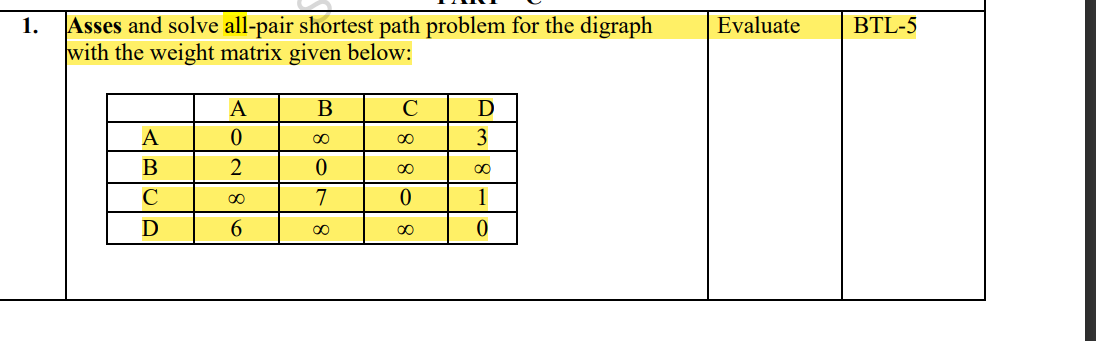 1. Asses and solve all-pair shortest path problem for the digraph Evaluate BTL-5
with the weight matrix given below:
A B C D
A 0 ∞ ∞ 3
B 2 0 ∞ ∞
C ∞ 7 0 1
D 6 ∞ ∞ 0